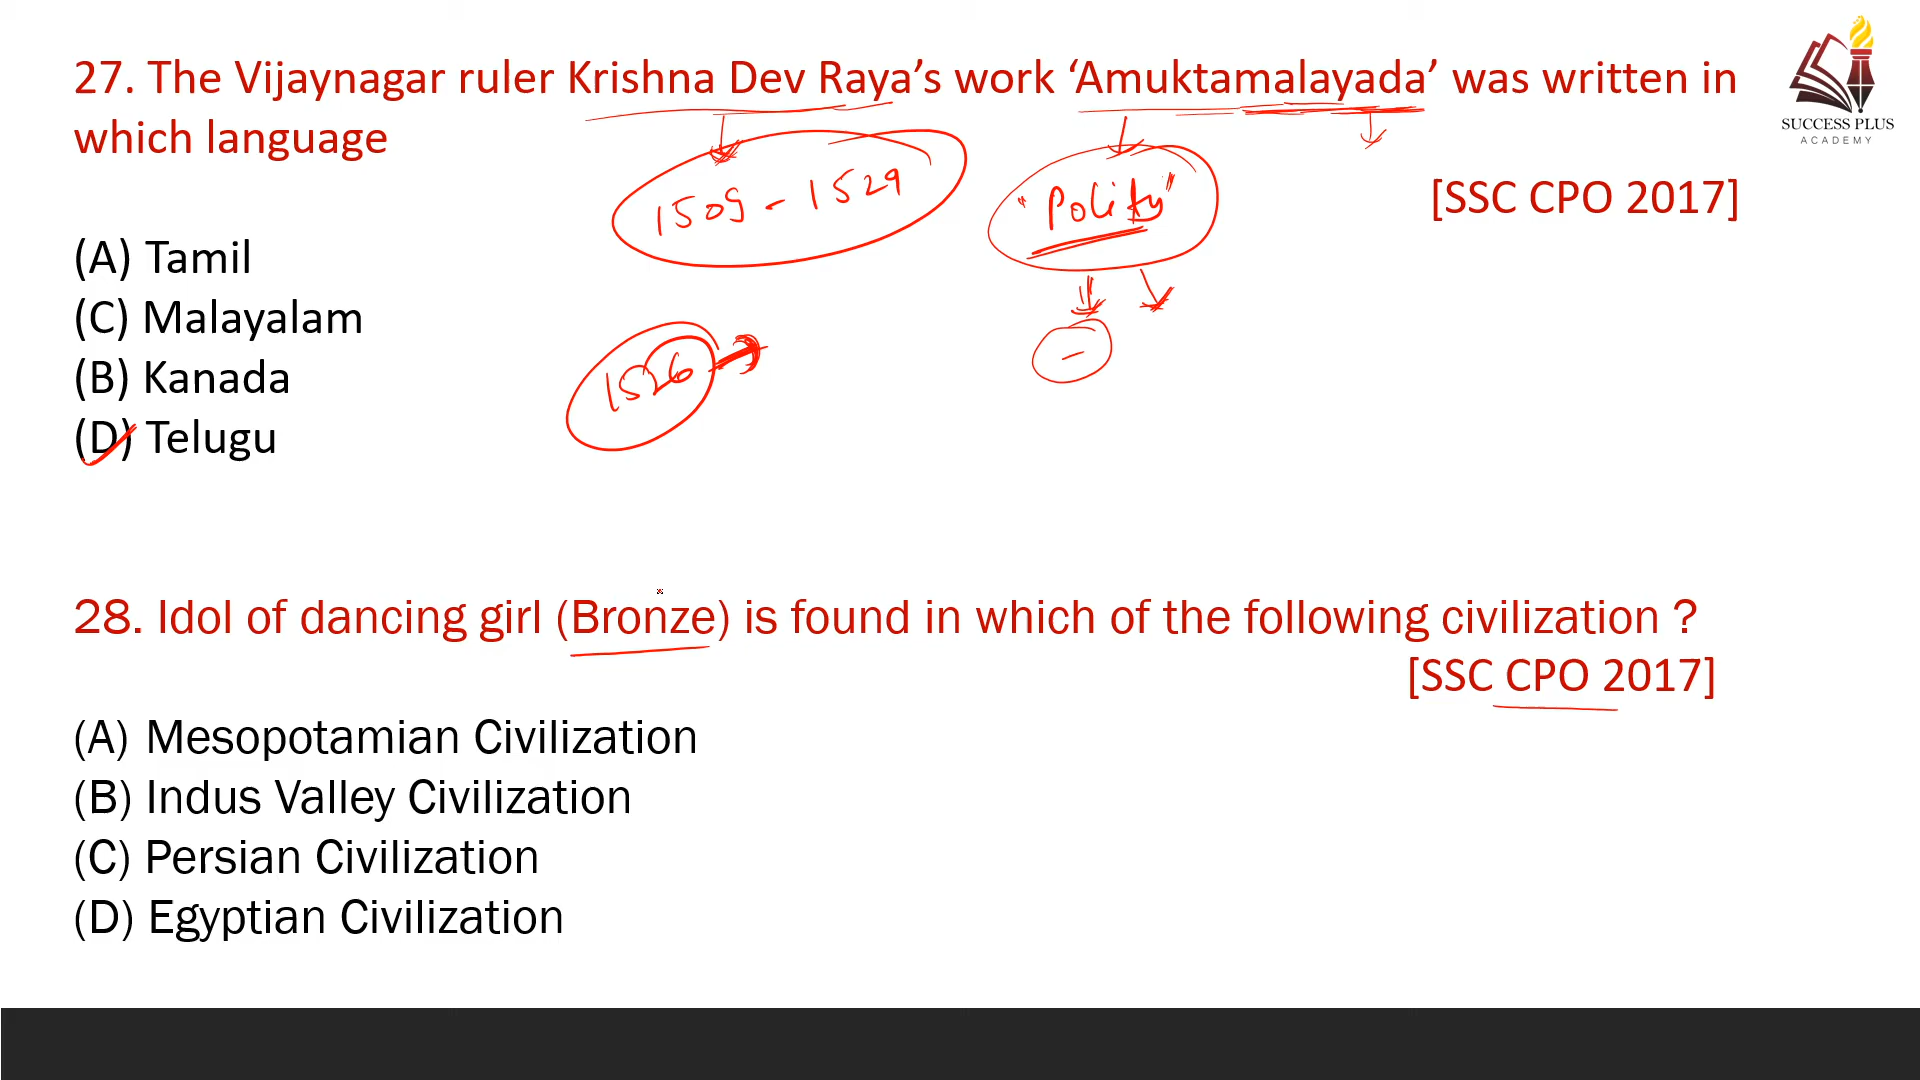 27. The Vijaynagar ruler Krishna Dev Raya’s work ‘Amuktamalayada’ was written in
which language
[SSC CPO 2017]
1509 - 1529
"Polity"
(A) Tamil
(C) Malayalam
(B) Kanada
(D) Telugu
1526
28. Idol of dancing girl (Bronze) is found in which of the following civilization ?
[SSC CPO 2017]
(A) Mesopotamian Civilization
(B) Indus Valley Civilization
(C) Persian Civilization
(D) Egyptian Civilization
SUCCESS PLUS
ACADEMY